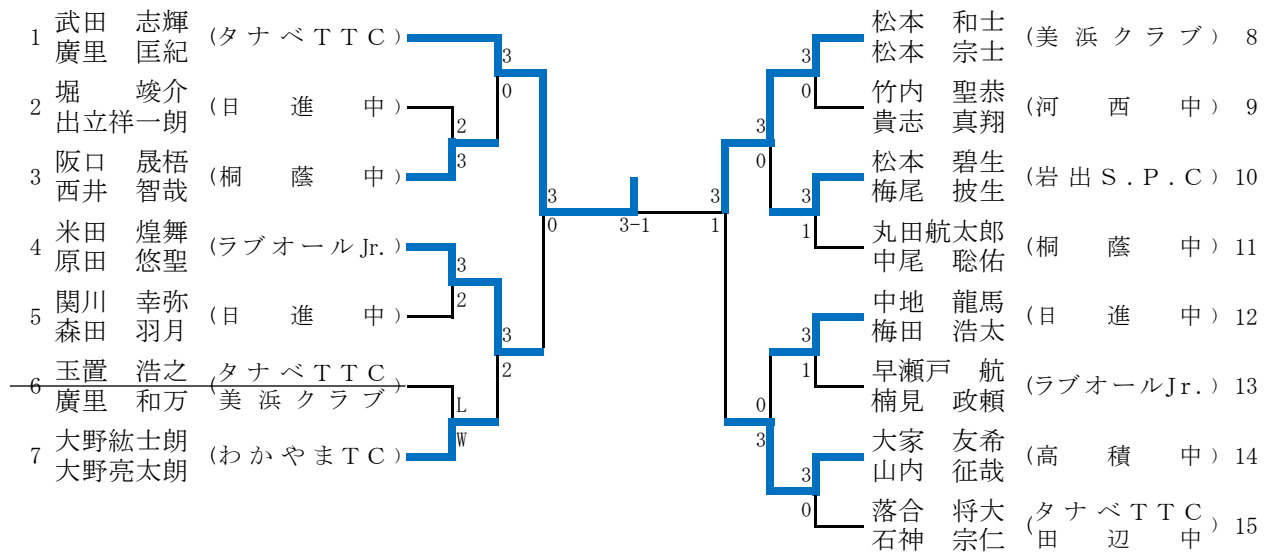 1 武田 志輝 (タナベTTC)
廣里 匡紀
3
0
2 堀 竣介 (日進中)
出立祥一朗
2
3
3 阪口 晟梧 (桐蔭中)
西井 智哉
3
0
4 米田 煌舞 (ラブオールJr.)
原田 悠聖
3
2
5 関川 幸弥 (日進中)
森田 羽月
3
2
6 玉置 浩之 (タナベTTC
廣里 和万 美浜クラブ)
L
W
7 大野紘士朗 (わかやまTC)
大野亮太朗
3-1
松本 和士 (美浜クラブ) 8
松本 宗士
3
0
竹内 聖恭 (河西中) 9
貴志 真翔
3
0
松本 碧生 (岩出S.P.C) 10
梅尾 披生
3
1
丸田航太郎 (桐蔭中) 11
中尾 聡佑
3
1
中地 龍馬 (日進中) 12
梅田 浩太
3
1
早瀬戸 航 (ラブオールJr.) 13
楠見 政頼
0
3
大家 友希 (高積中) 14
山内 征哉
3
0
落合 将大 (タナベTTC
石神 宗仁 田辺中) 15